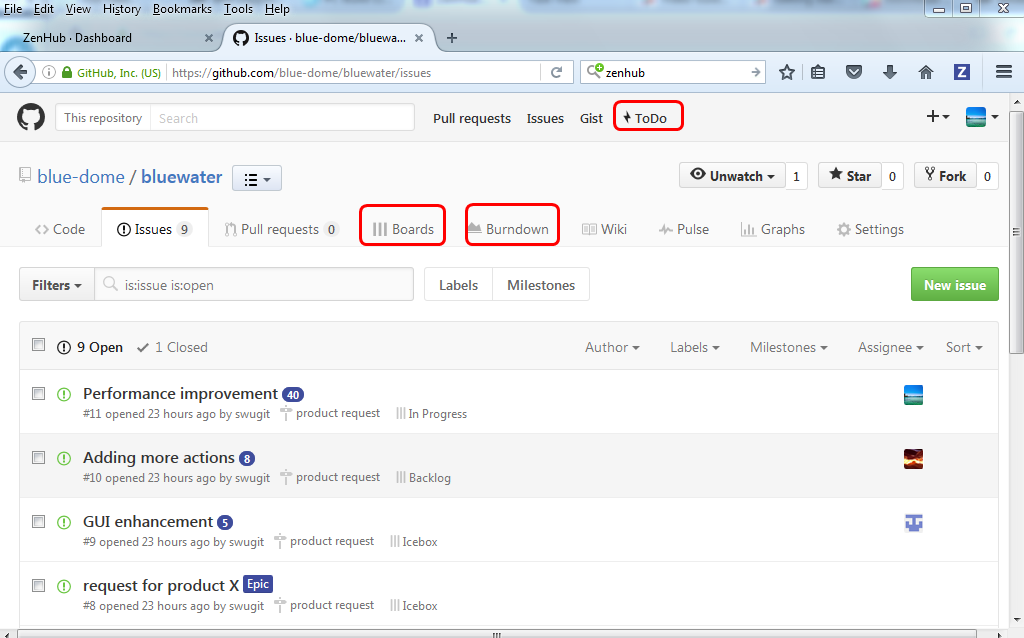 File Edit View History Bookmarks Tools Help
ZenHub · Dashboard × Issues · blue-dome/bluewa... × +
GitHub, Inc. (US) https://github.com/blue-dome/bluewater/issues zenhub Z
This repository Search Pull requests Issues Gist ToDo
blue-dome / bluewater Unwatch 1 Star 0 Fork 0
<> Code Issues 9 Pull requests 0 Boards Burndown Wiki Pulse Graphs Settings
Filters is:issue is:open Labels Milestones New issue
9 Open 1 Closed Author Labels Milestones Assignee Sort
Performance improvement 40
#11 opened 23 hours ago by swugit product request In Progress
Adding more actions 8
#10 opened 23 hours ago by swugit product request Backlog
GUI enhancement 5
#9 opened 23 hours ago by swugit product request Icebox
request for product X Epic
#8 opened 23 hours ago by swugit product request Icebox